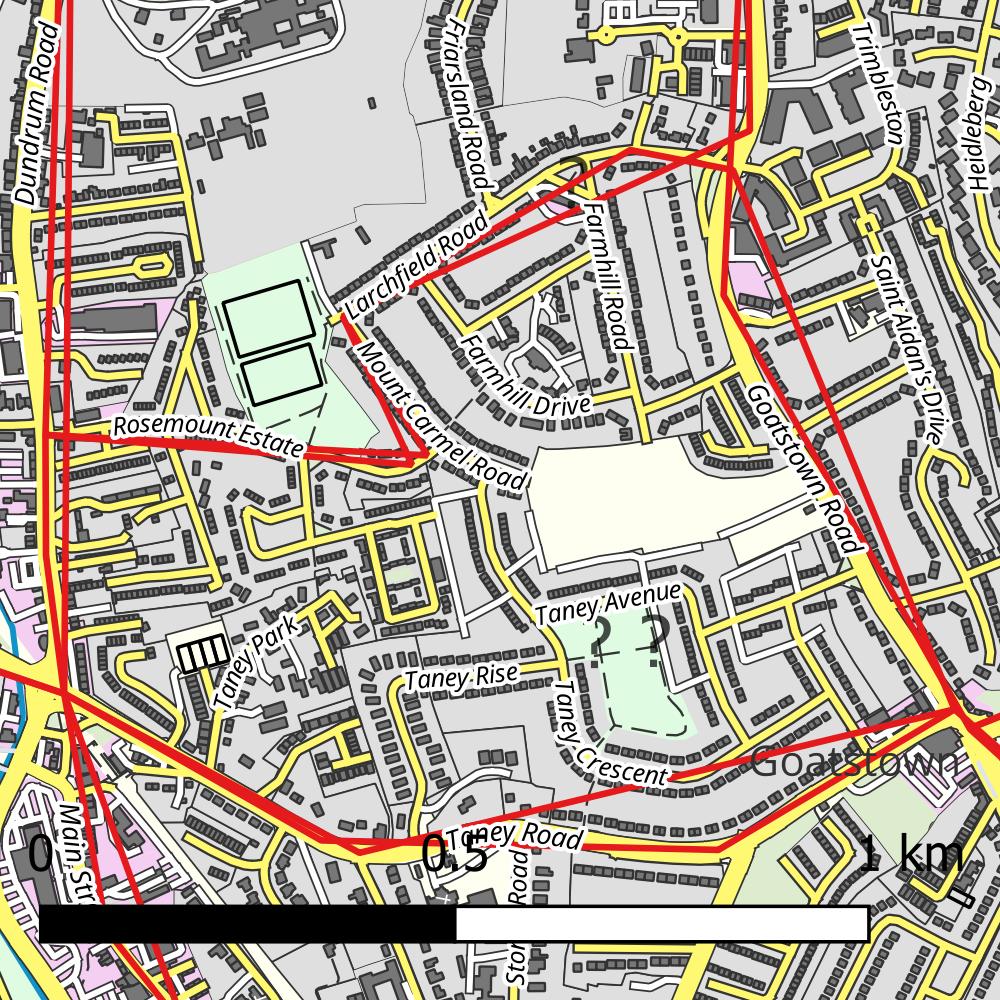 Dundrum Road
Friarsland Road
Trimbleston
Heidelberg
?
Larchfield Road
Farmhill Road
Saint Aidan's Drive
Mount Carmel Road
Farmhill Drive
Rosemount Estate
Goatstown Road
Taney Avenue
? ?
Taney Park
Taney Rise
Taney Crescent
Goatstown
Main Str
Taney Road
0 0.5 1 km
Road
Stor